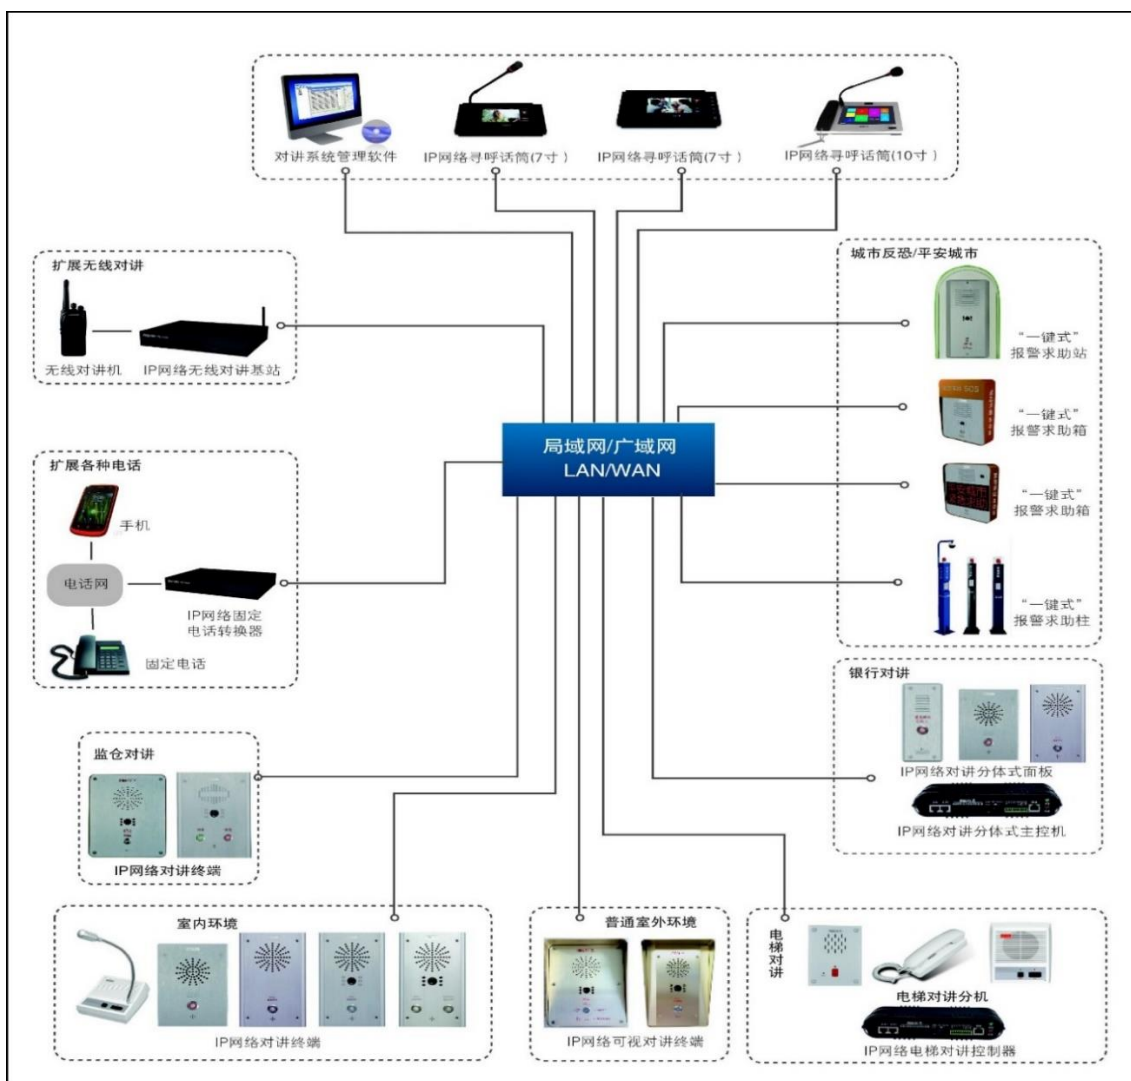 对讲系统管理软件
IP网络寻呼话筒(7寸)
IP网络寻呼话筒(7寸)
IP网络寻呼话筒(10寸)
扩展无线对讲
无线对讲机
IP网络无线对讲基站
城市反恐/平安城市
“一键式”
报警求助站
“一键式”
报警求助箱
“一键式”
报警求助箱
“一键式”
报警求助柱
局域网/广域网
LAN/WAN
扩展各种电话
手机
电话网
IP网络固定
电话转换器
固定电话
银行对讲
IP网络对讲分体式面板
IP网络对讲分体式主控机
监仓对讲
IP网络对讲终端
室内环境
IP网络对讲终端
普通室外环境
IP网络可视对讲终端
电梯对讲
电梯对讲分机
IP网络电梯对讲控制器